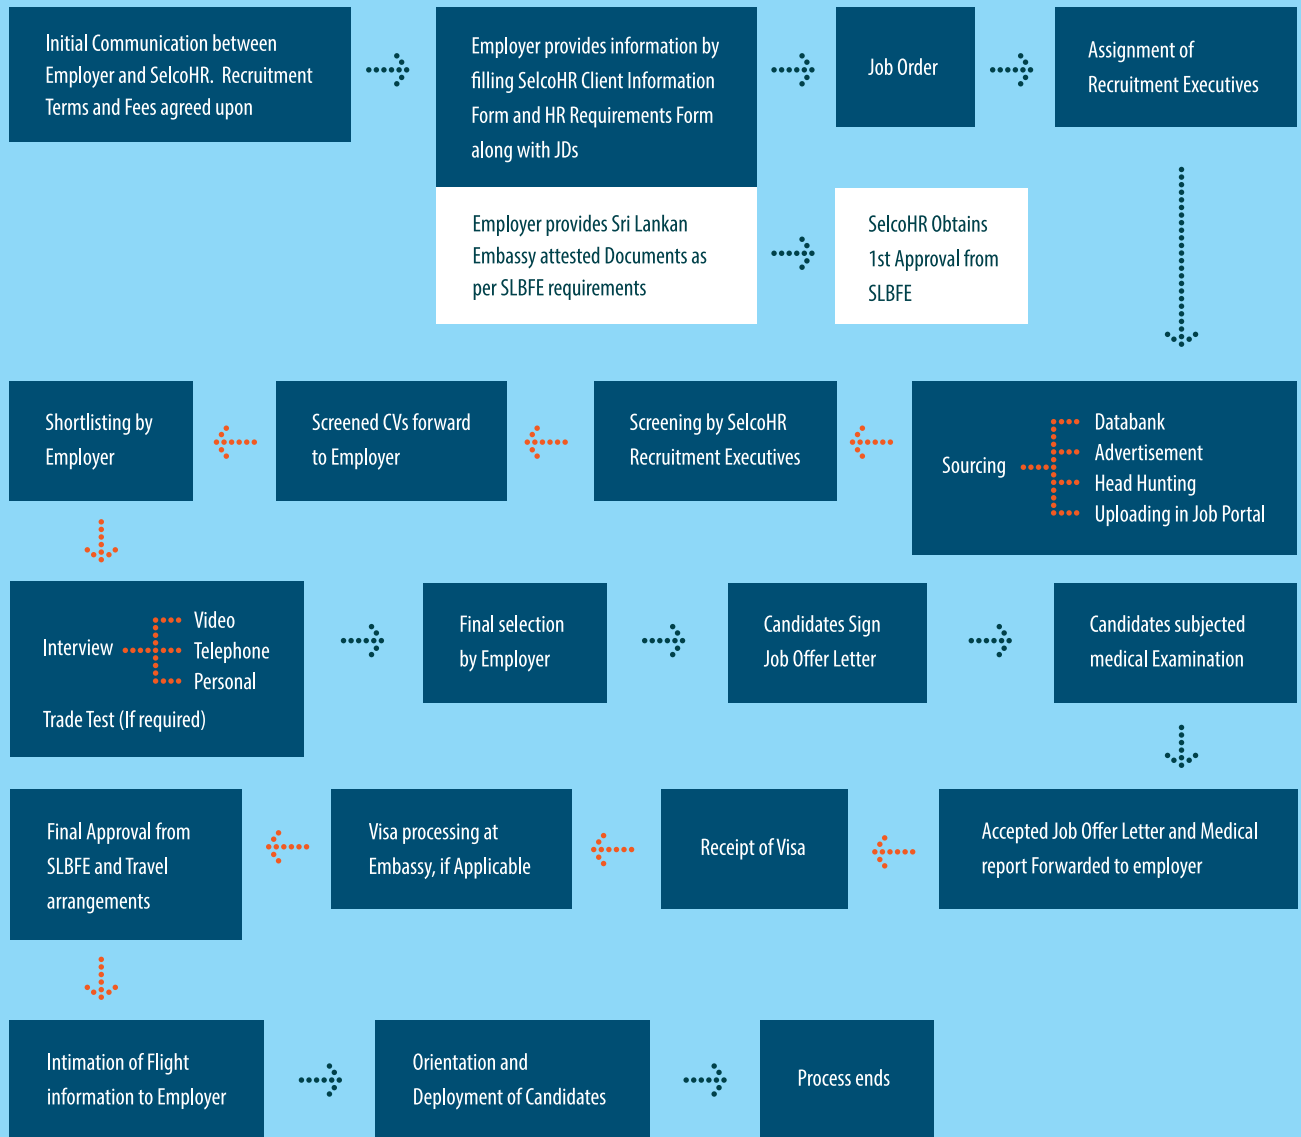 Initial Communication between
Employer and SelcoHR.  Recruitment
Terms and Fees agreed upon
Employer provides information by
filling SelcoHR Client Information
Form and HR Requirements Form
along with JDs
Job Order
Assignment of
Recruitment Executives
Employer provides Sri Lankan
Embassy attested Documents as
per SLBFE requirements
SelcoHR Obtains
1st Approval from
SLBFE
Sourcing
Databank
Advertisement
Head Hunting
Uploading in Job Portal
Screening by SelcoHR
Recruitment Executives
Screened CVs forward
to Employer
Shortlisting by
Employer
Interview
Video
Telephone
Personal
Trade Test (If required)
Final selection
by Employer
Candidates Sign
Job Offer Letter
Candidates subjected
medical Examination
Accepted Job Offer Letter and Medical
report Forwarded to employer
Receipt of Visa
Visa processing at
Embassy, if Applicable
Final Approval from
SLBFE and Travel
arrangements
Intimation of Flight
information to Employer
Orientation and
Deployment of Candidates
Process ends